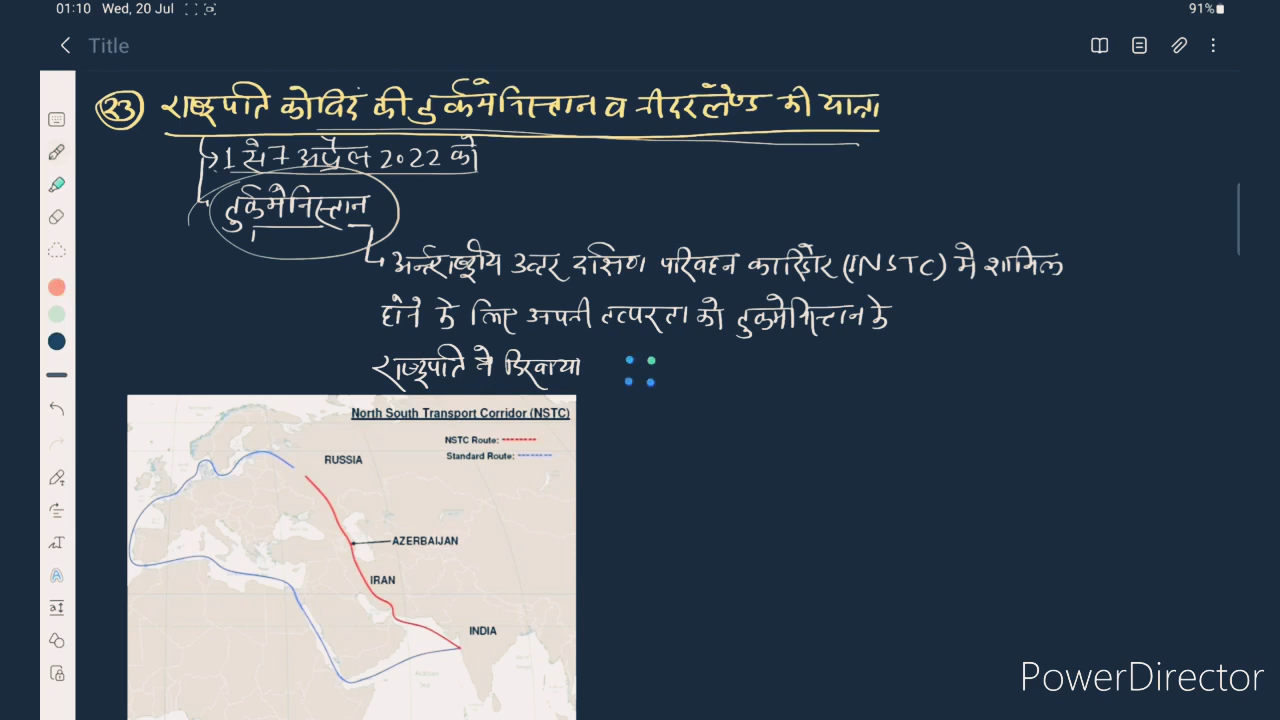 01:10 Wed, 20 Jul
91%
Title
23 राष्ट्रपति कोविद की तुर्कमेनिस्तान व नीदरलैण्ड की यात्रा
1 से 7 अप्रैल 2022 को
तुर्कमेनिस्तान
अर्न्तराष्ट्रीय उत्तर दक्षिण परिवहन कारिडोर (INSTC) में शामिल
होने के लिए अपनी तत्परता को तुर्कमेनिस्तान के
राष्ट्रपति ने दिखाया
North South Transport Corridor (NSTC)
NSTC Route:
Standard Route:
RUSSIA
AZERBAIJAN
IRAN
INDIA
PowerDirector